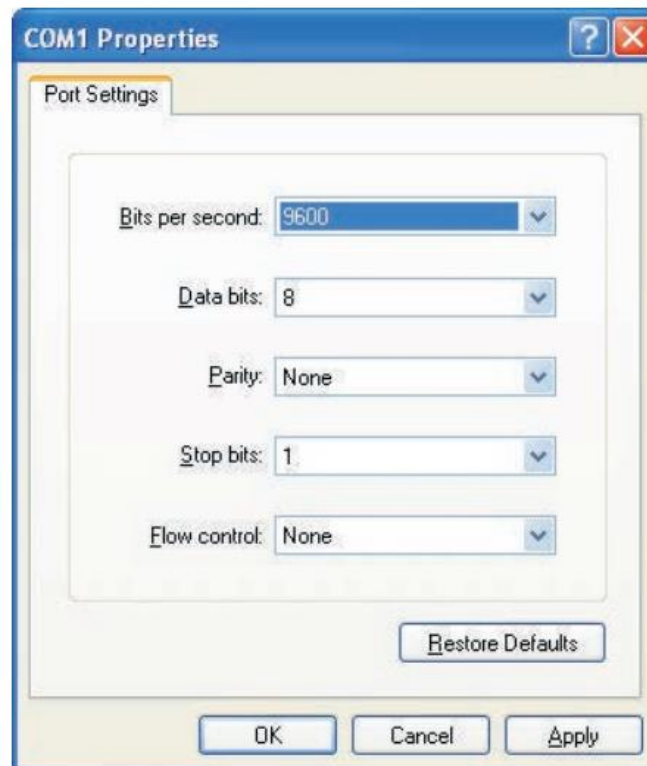 COM1 Properties
Port Settings
Bits per second: 9600
Data bits: 8
Parity: None
Stop bits: 1
Flow control: None
Restore Defaults
OK Cancel Apply